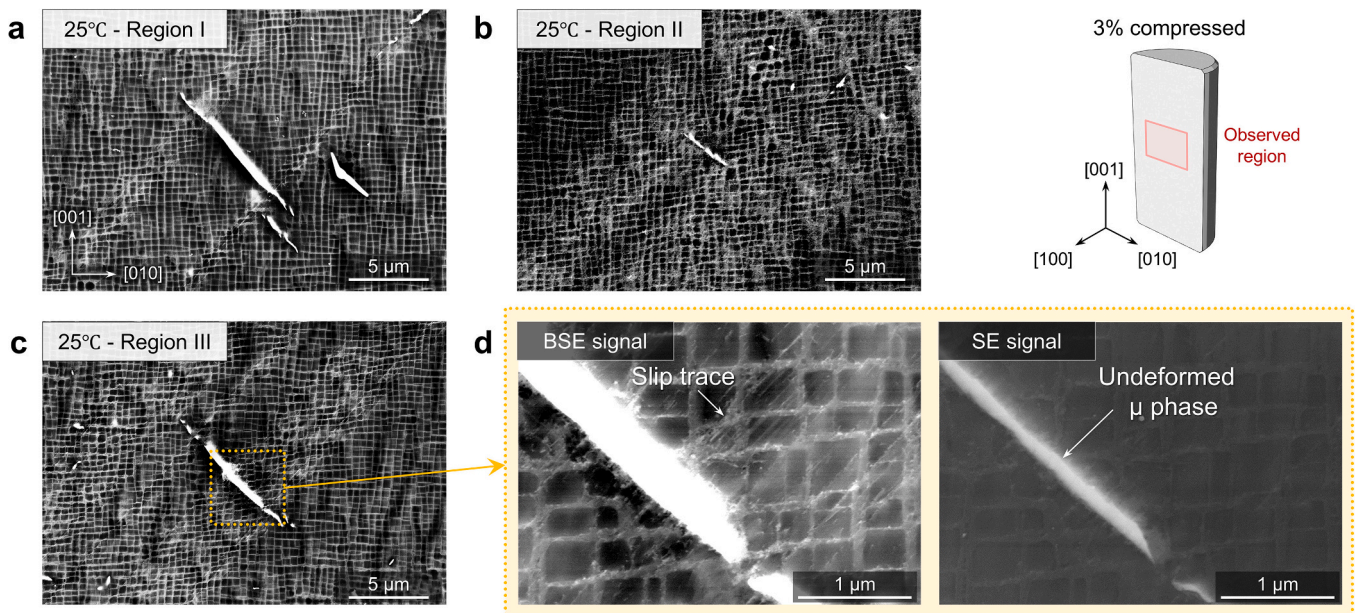 a
25℃ - Region I
[001]
[010]
5 μm
b
25℃ - Region II
5 μm
3% compressed
Observed
region
[001]
[100]
[010]
c
25℃ - Region III
5 μm
d
BSE signal
Slip trace
1 μm
SE signal
Undeformed
μ phase
1 μm